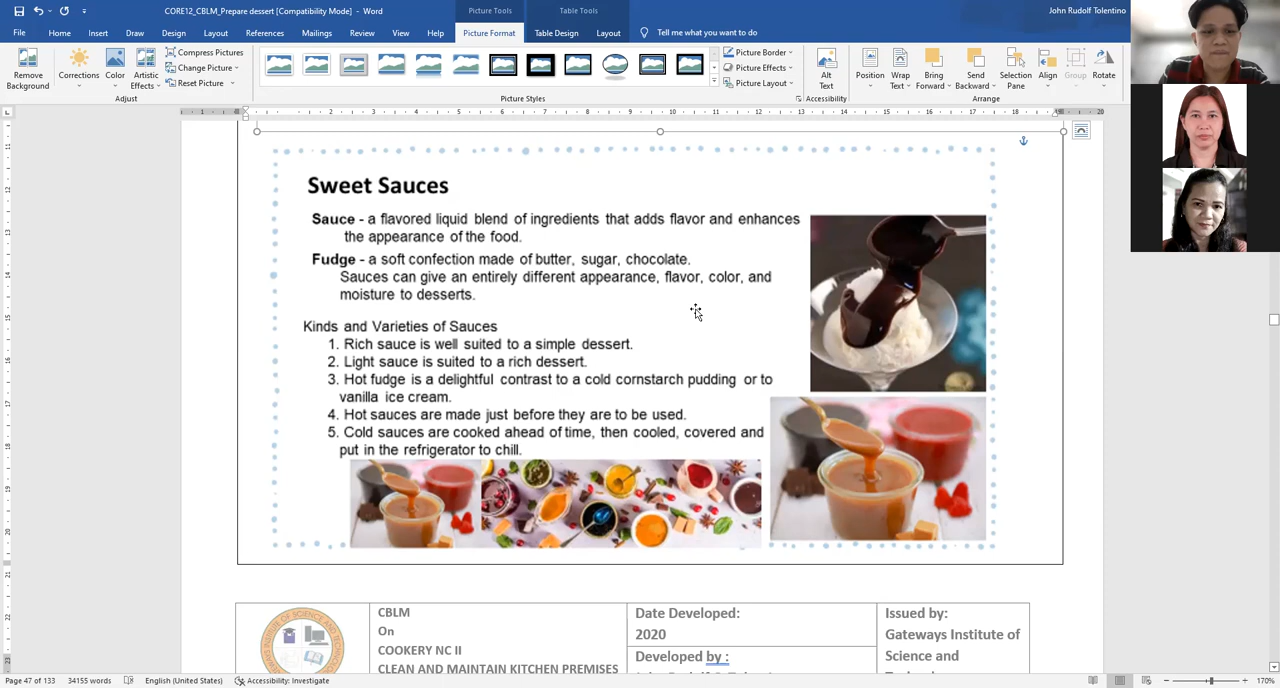 CORE12_CBLM_Prepare dessert [Compatibility Mode] - Word
Picture Tools
Table Tools
John Rudolf Tolentino
File
Home
Insert
Draw
Design
Layout
References
Mailings
Review
View
Help
Picture Format
Table Design
Layout
Tell me what you want to do
Remove Background
Corrections
Color
Artistic Effects
Compress Pictures
Change Picture
Reset Picture
Adjust
Picture Styles
Picture Border
Picture Effects
Picture Layout
Alt Text
Accessibility
Position
Wrap Text
Bring Forward
Send Backward
Selection Pane
Align
Group
Rotate
Arrange
Sweet Sauces
Sauce - a flavored liquid blend of ingredients that adds flavor and enhances
the appearance of the food.
Fudge - a soft confection made of butter, sugar, chocolate.
Sauces can give an entirely different appearance, flavor, color, and
moisture to desserts.
Kinds and Varieties of Sauces
1. Rich sauce is well suited to a simple dessert.
2. Light sauce is suited to a rich dessert.
3. Hot fudge is a delightful contrast to a cold cornstarch pudding or to
vanilla ice cream.
4. Hot sauces are made just before they are to be used.
5. Cold sauces are cooked ahead of time, then cooled, covered and
put in the refrigerator to chill.
CBLM
On
COOKERY NC II
CLEAN AND MAINTAIN KITCHEN PREMISES
Date Developed:
2020
Developed by :
Issued by:
Gateways Institute of
Science and
Page 47 of 133
34155 words
English (United States)
Accessibility: Investigate
170%